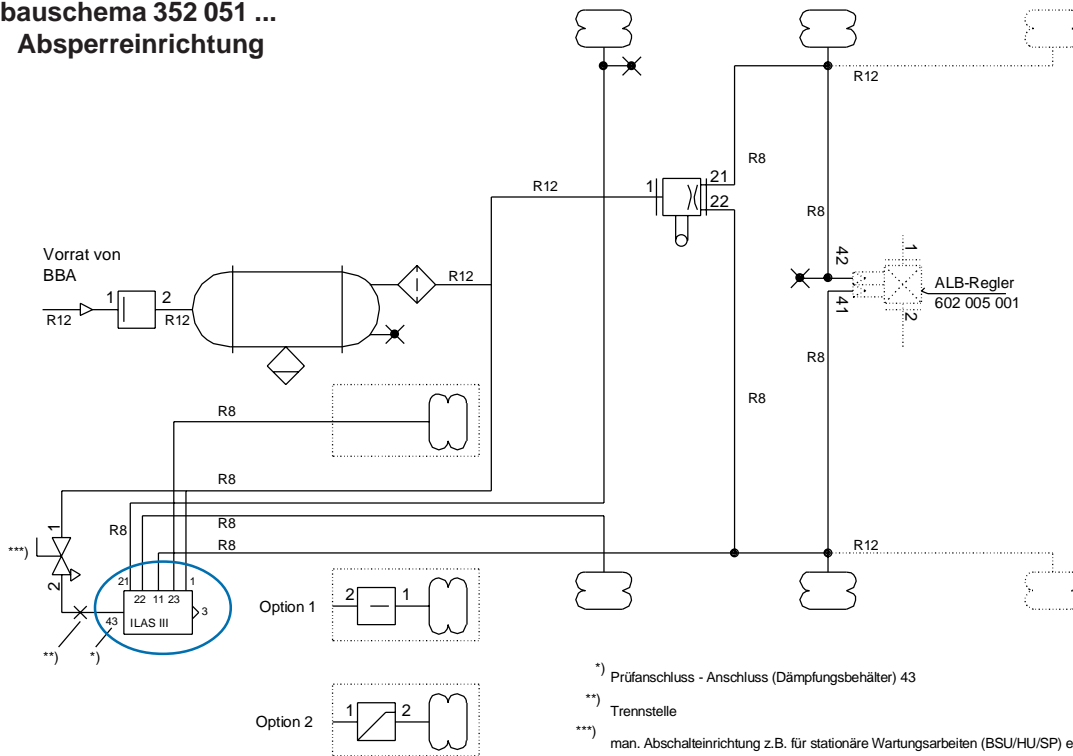 bauschema 352 051 ...
Absperreinrichtung
R12
R8
R12
1
21
22
R8
Vorrat von
BBA
1
2
R12
R12
R12
42
41
1
2
ALB-Regler
602 005 001
R8
R8
R8
R8
R8
R8
R8
R12
1
2
***)
21
1
22 11 23
3
43
ILAS III
**)
*)
Option 1
2
1
Option 2
1
2
*) Prüfanschluss - Anschluss (Dämpfungsbehälter) 43
**) Trennstelle
***) man. Abschalteinrichtung z.B. für stationäre Wartungsarbeiten (BSU/HU/SP) e